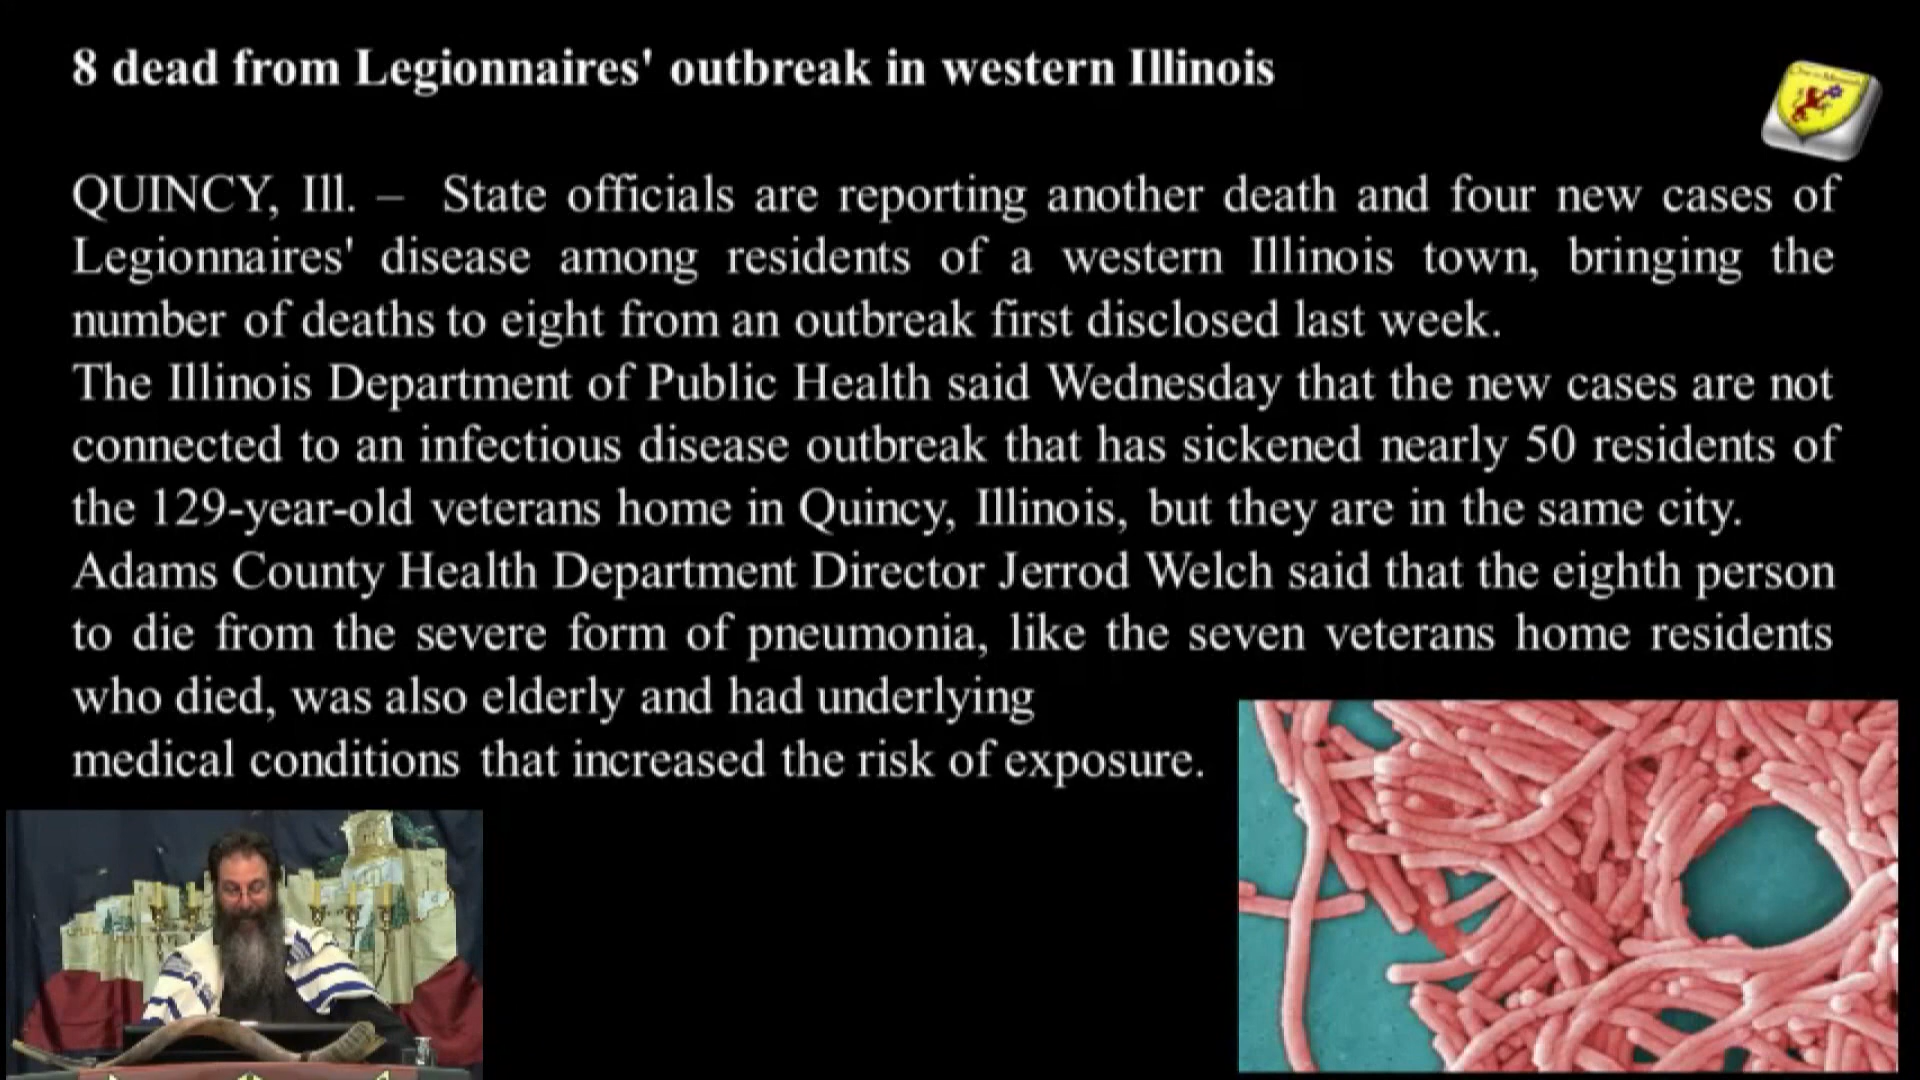 8 dead from Legionnaires' outbreak in western Illinois
QUINCY, Ill. – State officials are reporting another death and four new cases of
Legionnaires' disease among residents of a western Illinois town, bringing the
number of deaths to eight from an outbreak first disclosed last week.
The Illinois Department of Public Health said Wednesday that the new cases are not
connected to an infectious disease outbreak that has sickened nearly 50 residents of
the 129-year-old veterans home in Quincy, Illinois, but they are in the same city.
Adams County Health Department Director Jerrod Welch said that the eighth person
to die from the severe form of pneumonia, like the seven veterans home residents
who died, was also elderly and had underlying
medical conditions that increased the risk of exposure.